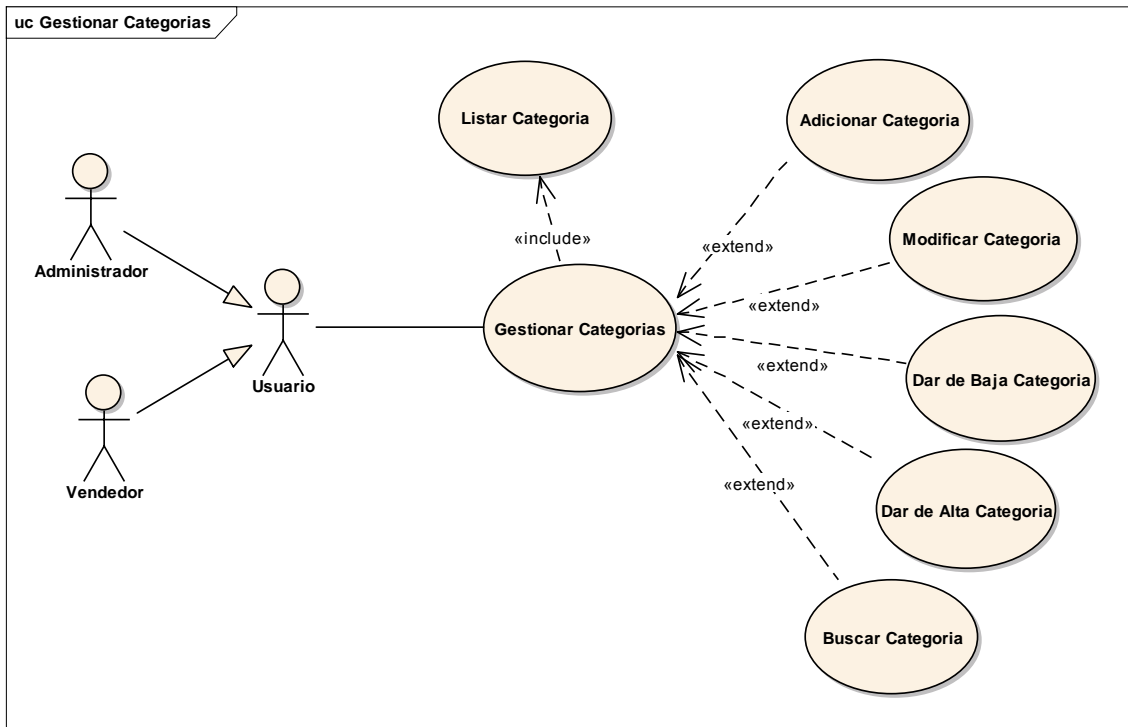 uc Gestionar Categorias
Listar Categoria
Adicionar Categoria
Modificar Categoria
«include»
«extend»
Administrador
«extend»
Gestionar Categorias
Usuario
«extend»
Dar de Baja Categoria
«extend»
Vendedor
«extend»
Dar de Alta Categoria
Buscar Categoria